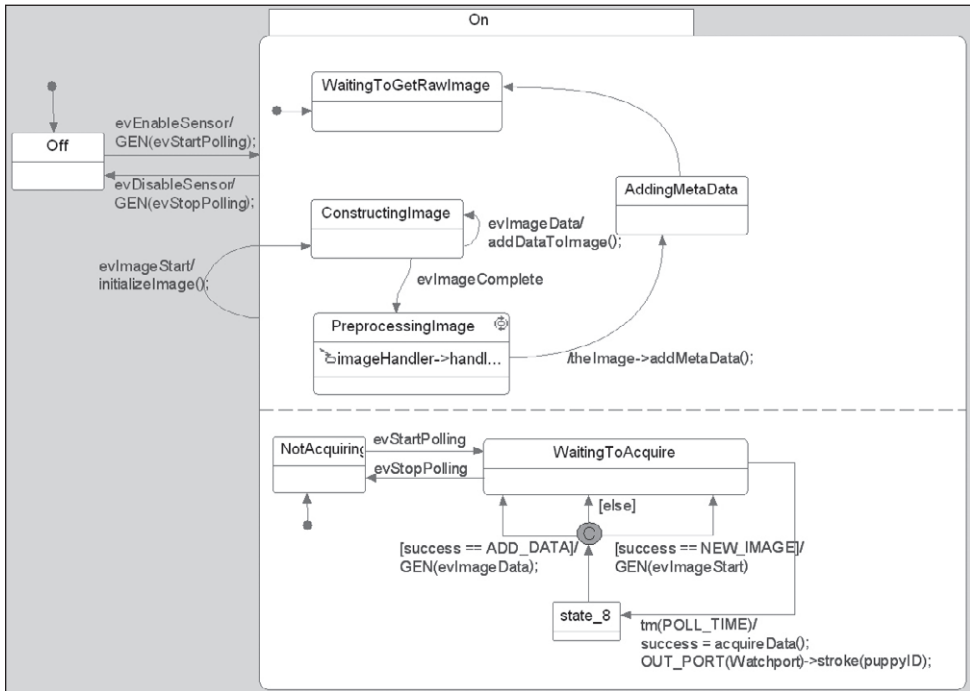 On
WaitingToGetRawImage
evEnableSensor/
GEN(evStartPolling);
Off
evDisableSensor/
GEN(evStopPolling);
AddingMetaData
ConstructingImage
evImageData/
addDataToImage();
evImageStart/
initializeImage();
evImageComplete
PreprocessingImage
imageHandler->handl...
/theImage->addMetaData();
NotAcquiring
evStartPolling
evStopPolling
WaitingToAcquire
[else]
C
[success == ADD_DATA]/
GEN(evImageData);
[success == NEW_IMAGE]/
GEN(evImageStart)
state_8
tm(POLL_TIME)/
success = acquireData();
OUT_PORT(Watchport)->stroke(puppyID);